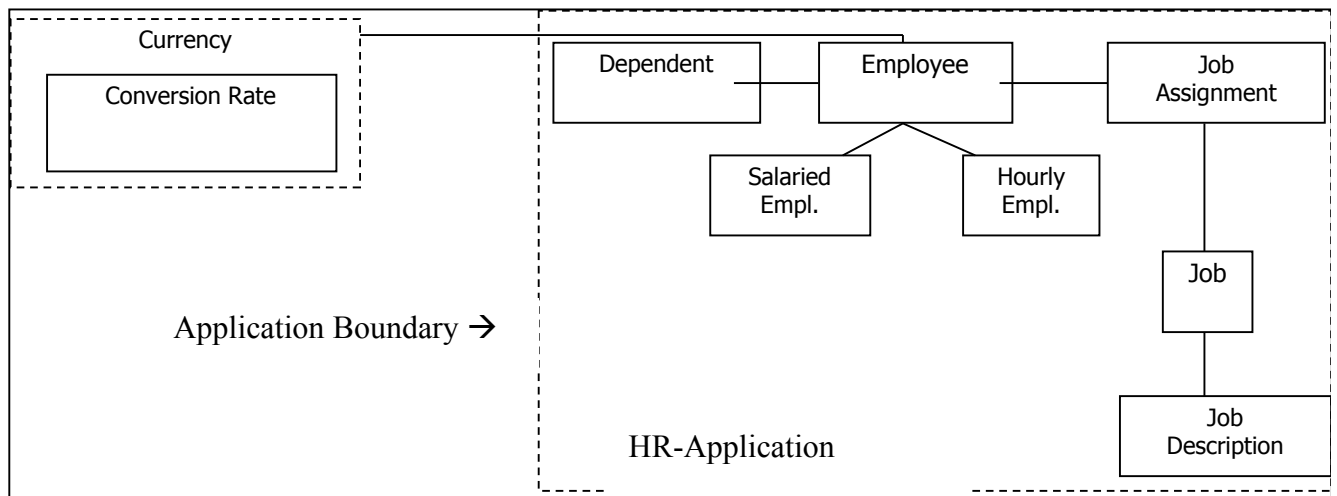 Currency
Conversion Rate
Dependent
Employee
Job
Assignment
Salaried
Empl.
Hourly
Empl.
Job
Application Boundary →
Job
Description
HR-Application